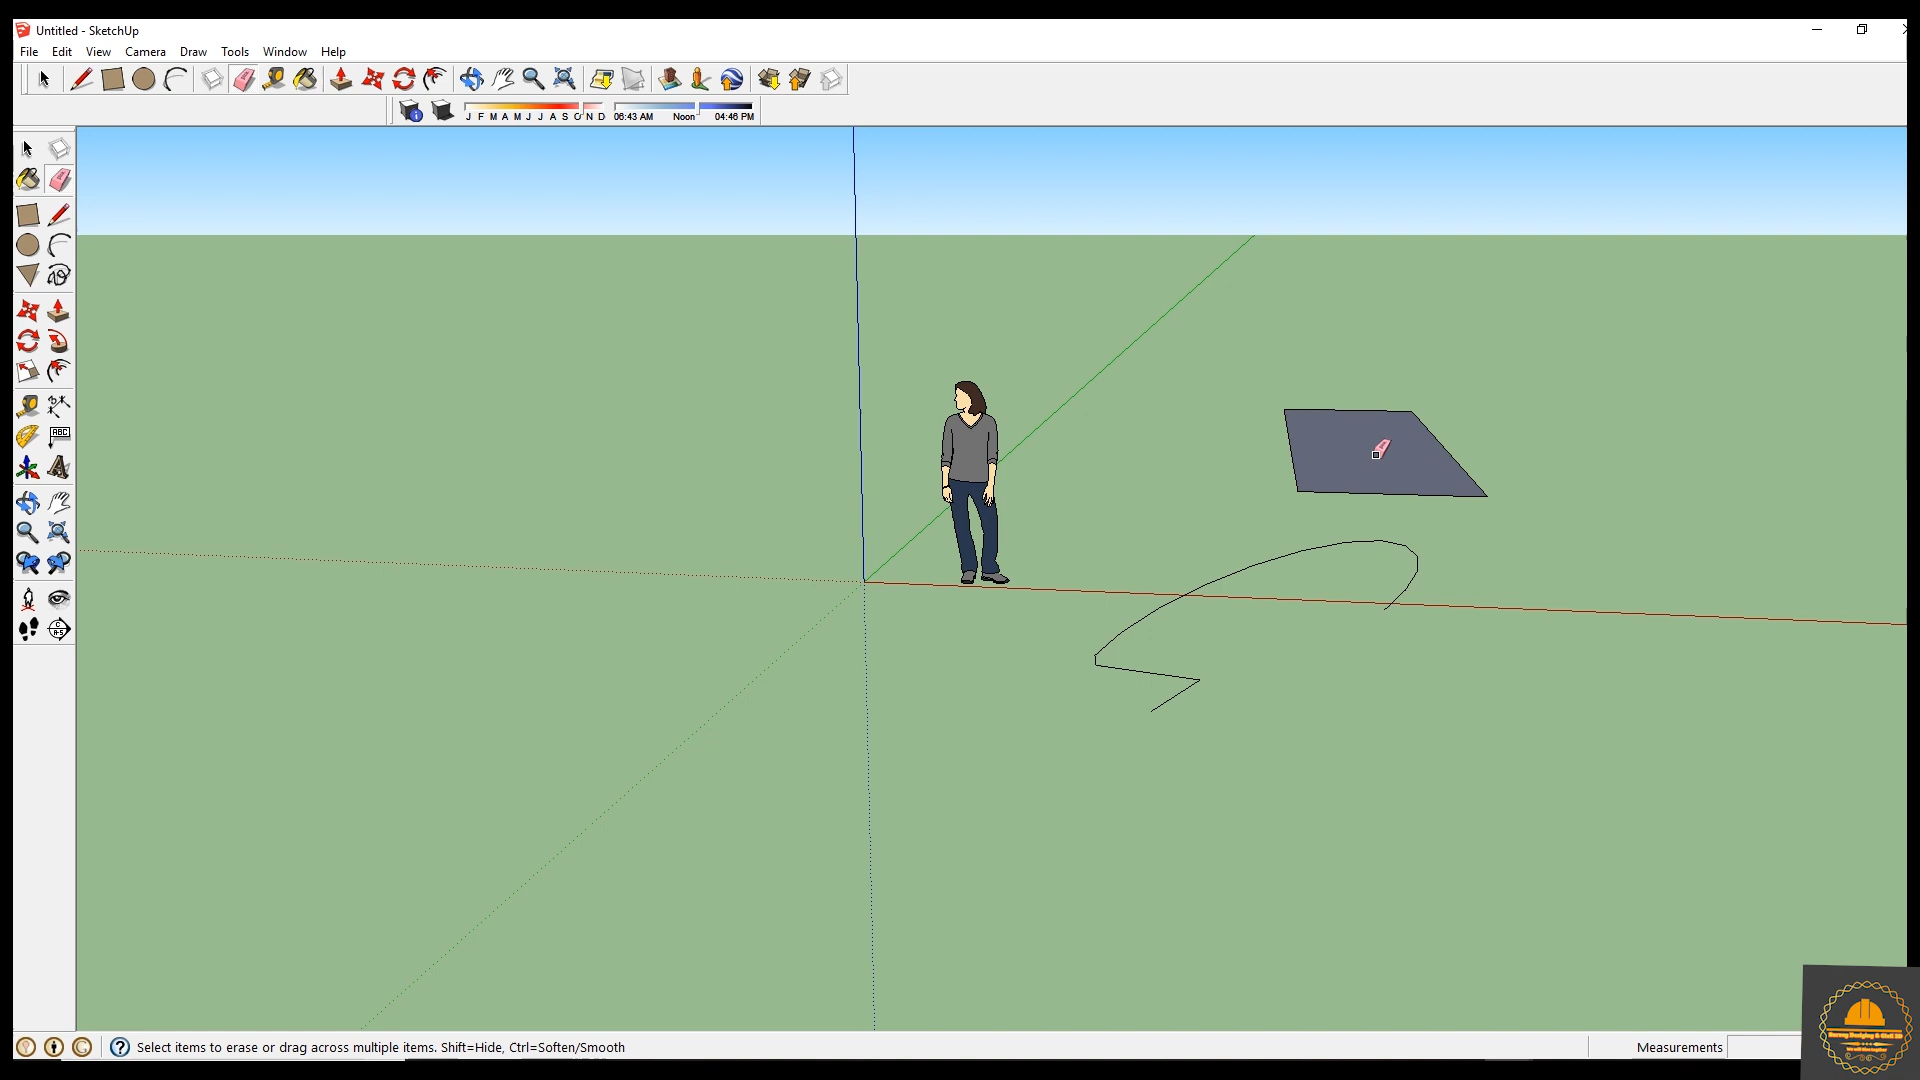 Untitled - SketchUp
File Edit View Camera Draw Tools Window Help
J F M A M J J A S O N D 06:43 AM Noon 04:46 PM
ABC
Select items to erase or drag across multiple items. Shift=Hide, Ctrl=Soften/Smooth
Measurements